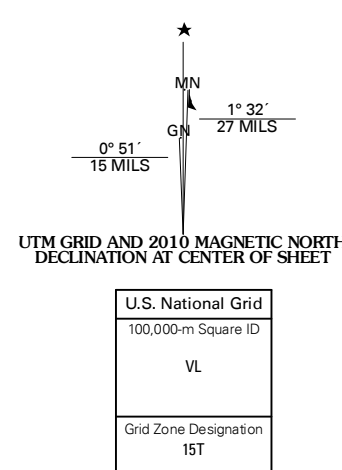 MN
1° 32´
27 MILS
GN
0° 51´
15 MILS
UTM GRID AND 2010 MAGNETIC NORTH
DECLINATION AT CENTER OF SHEET
U.S. National Grid
100,000-m Square ID
VL
Grid Zone Designation
15T